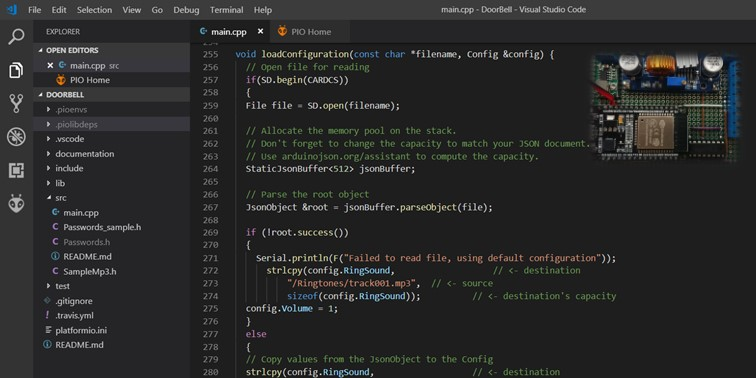 File Edit Selection View Go Debug Terminal Help
main.cpp - DoorBell - Visual Studio Code
EXPLORER
OPEN EDITORS
main.cpp src
PIO Home
DOORBELL
.pioenvs
.piolibdeps
.vscode
documentation
include
lib
src
main.cpp
Passwords_sample.h
Passwords.h
README.md
SampleMp3.h
test
.gitignore
.travis.yml
platformio.ini
README.md
main.cpp
PIO Home
254
255 void loadConfiguration(const char *filename, Config &config) {
256 // Open file for reading
257 if(SD.begin(CARDCS))
258 {
259 File file = SD.open(filename);
260
261 // Allocate the memory pool on the stack.
262 // Don't forget to change the capacity to match your JSON document.
263 // Use arduinojson.org/assistant to compute the capacity.
264 StaticJsonBuffer<512> jsonBuffer;
265
266 // Parse the root object
267 JsonObject &root = jsonBuffer.parseObject(file);
268
269 if (!root.success())
270 {
271 Serial.println(F("Failed to read file, using default configuration"));
272 strlcpy(config.RingSound, // <- destination
273 "/Ringtones/track001.mp3", // <- source
274 sizeof(config.RingSound)); // <- destination's capacity
275 config.Volume = 1;
276 }
277 else
278 {
279 // Copy values from the JsonObject to the Config
280 strlcpy(config.RingSound, // <- destination